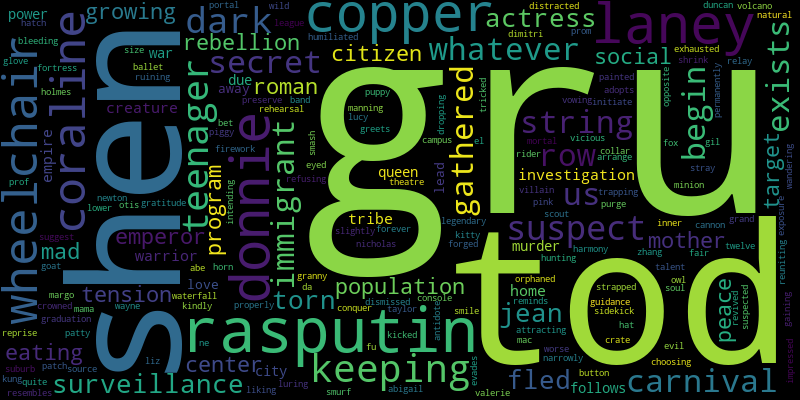 power
growing
portal
wild
dark
league
humiliated
copper
distracted
actress
dimitri
prom
laney
duncan
volcano
natural
hatch
bleeding
size
war
rebellion
citizen
whatever
social
exhausted
shrink
relay
glove
fortress
ballet
ruining
due
secret
roman
painted
adopts
initiate
opposite
permanently
exists
holmes
creature
away
puppy
preserve
band
manning
rehearsal
tricked
vowing
wheelchair
coraline
shen
teenager
bet
piggy
lucy
greets
dropping
campus
el
string
begin
empire
firework
smash
mortal
vicious
collar
arrange
fox
gil
prof
newton
lower
otis
gratitude
donnie
immigrant
eyed
queen
theatre
gru
gathered
rider
row
stray
target
wandering
refusing
lead
investigation
villain
trapping
minion
suggest
program
intending
tribe
legendary
pink
us
purge
exposure
emperor
slightly
forever
kitty
scout
inner
cannon
grand
goat
warrior
nicholas
forged
suspect
mad
abe
horn
granny
murder
harmony
mother
twelve
reuniting
margo
love
da
dismissed
console
hunting
zhang
fair
crowned
mama
waterfall
population
orphaned
strapped
talent
owl
soul
tension
kindly
torn
conquer
taylor
smile
home
guidance
peace
revived
suspected
graduation
wayne
properly
antidote
reminds
sidekick
tod
gaining
reprise
patty
rasputin
kicked
jean
hat
attracting
eating
liz
ne
fu
mac
crate
evil
suburb
patch
center
city
keeping
worse
narrowly
choosing
impressed
kung
quite
source
surveillance
liking
luring
abigail
evades
fled
button
carnival
resembles
smurf
valerie
follows